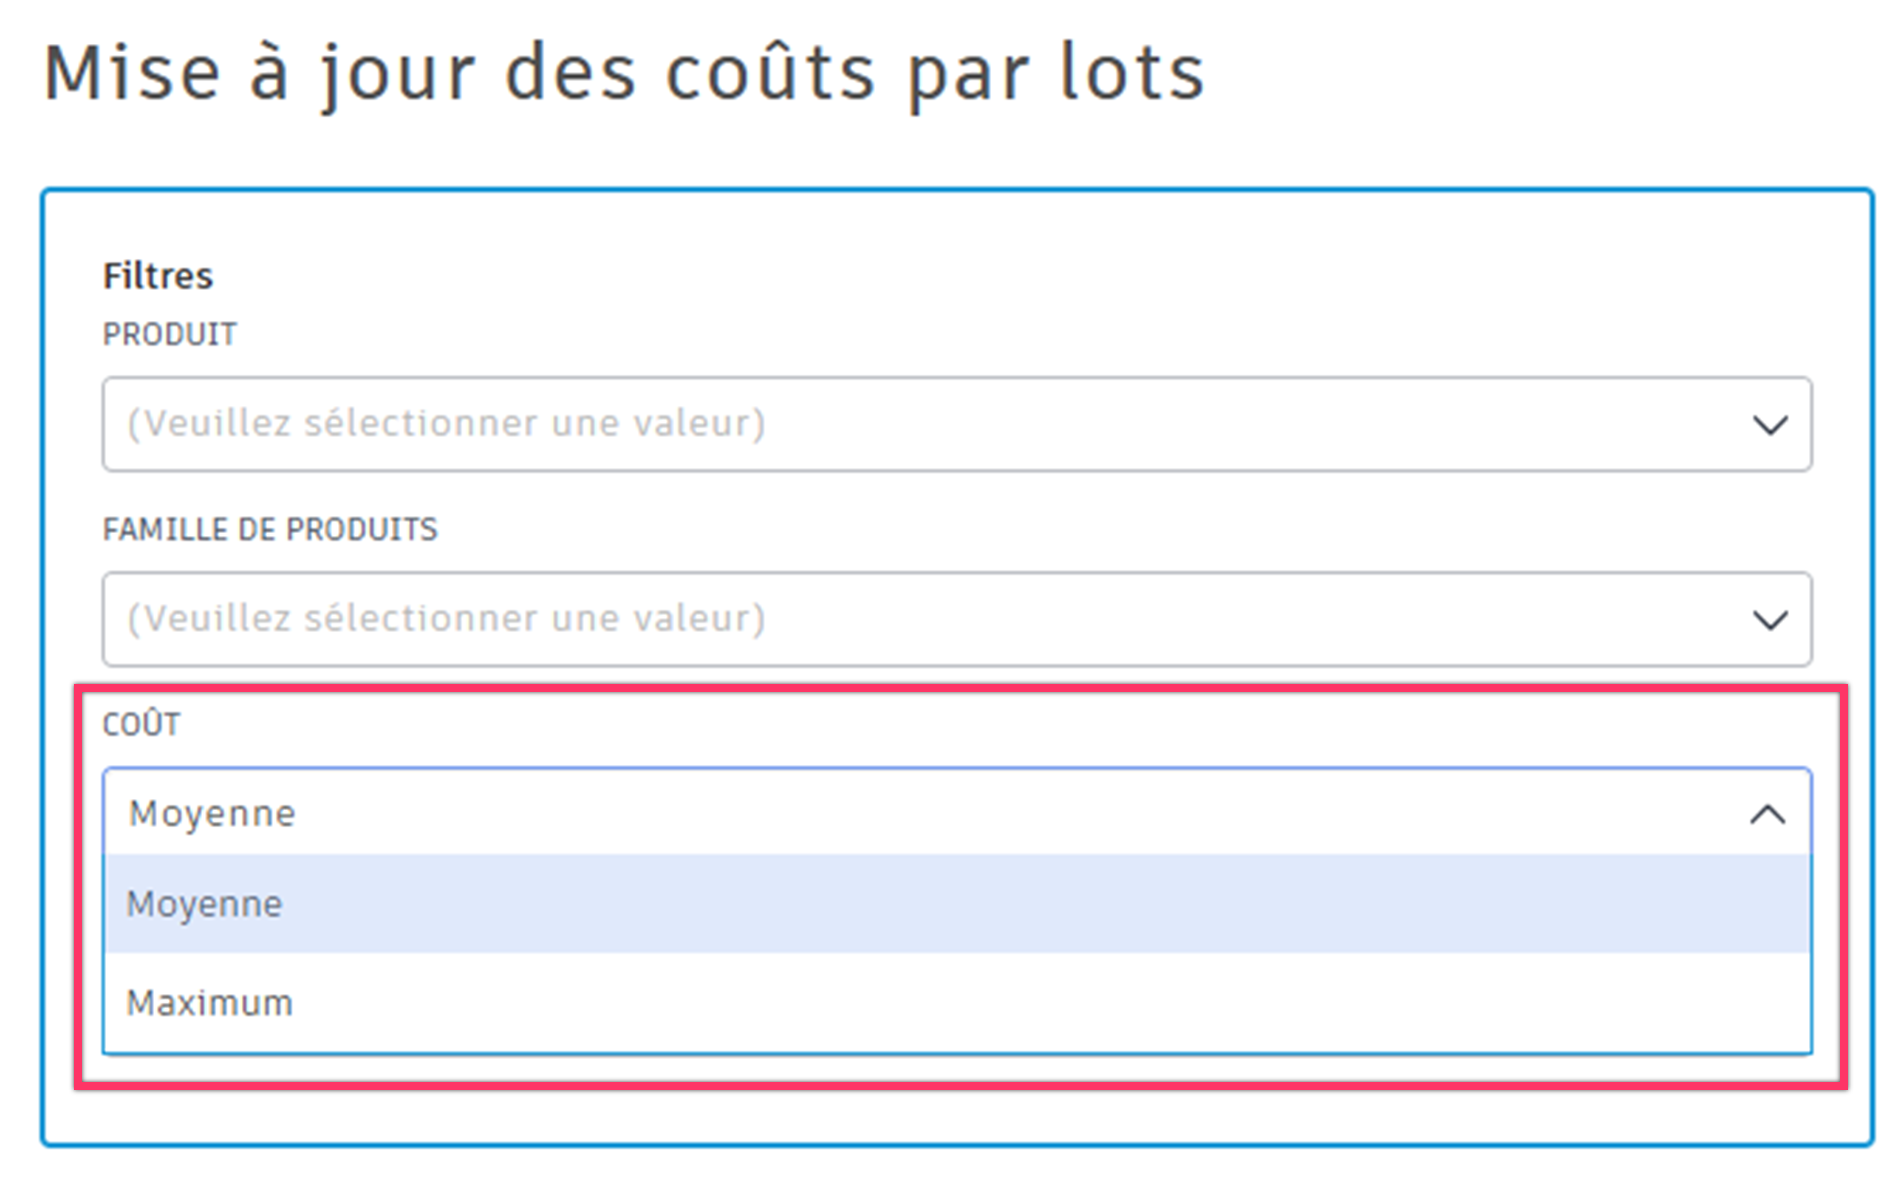 Mise à jour des coûts par lots
Filtres
PRODUIT
(Veuillez sélectionner une valeur)
FAMILLE DE PRODUITS
(Veuillez sélectionner une valeur)
COÛT
Moyenne
Moyenne
Maximum